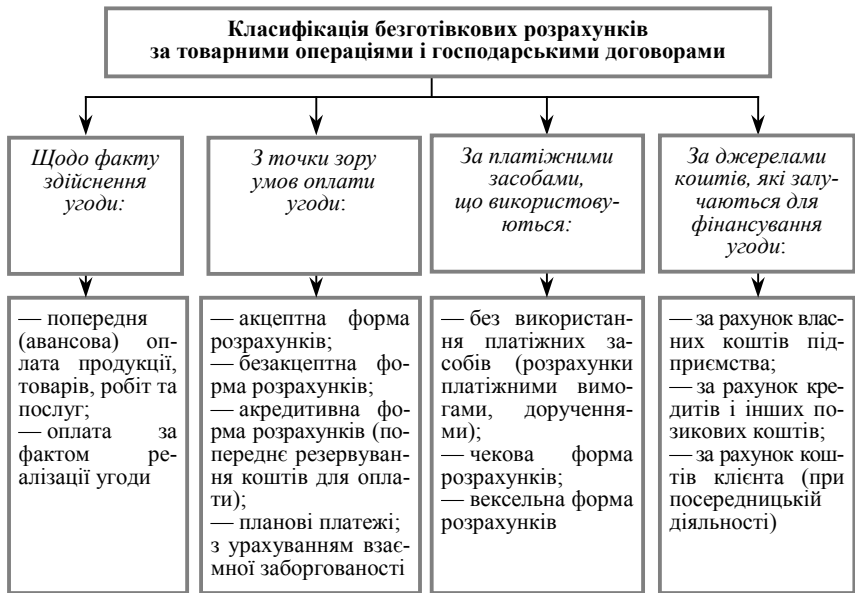 Класифікація безготівкових розрахунків
за товарними операціями і господарськими договорами
Щодо факту
здійснення
угоди:
З точки зору
умов оплати
угоди:
За платіжними
засобами,
що використову-
ються:
За джерелами
коштів, які залу-
чаються для
фінансування
угоди:
— попередня
(авансова) оп-
лата продукції,
товарів, робіт та
послуг;
— оплата за
фактом ре-
алізації угоди
— акцептна форма
розрахунків;
— безакцептна фо-
рма розрахунків;
— акредитивна фо-
рма розрахунків (по-
переднє резервуван-
ня коштів для опла-
ти);
— планові платежі;
з урахуванням взає-
мної заборгованості
— без використан-
ня платіжних за-
собів (розрахунки
платіжними вимо-
гами, доручення-
ми);
— чекова форма
розрахунків;
— вексельна форма
розрахунків
— за рахунок влас-
них коштів під-
приємства;
— за рахунок кре-
дитів і інших по-
зикових коштів;
— за рахунок кош-
тів клієнта (при
посередницькій
діяльності)